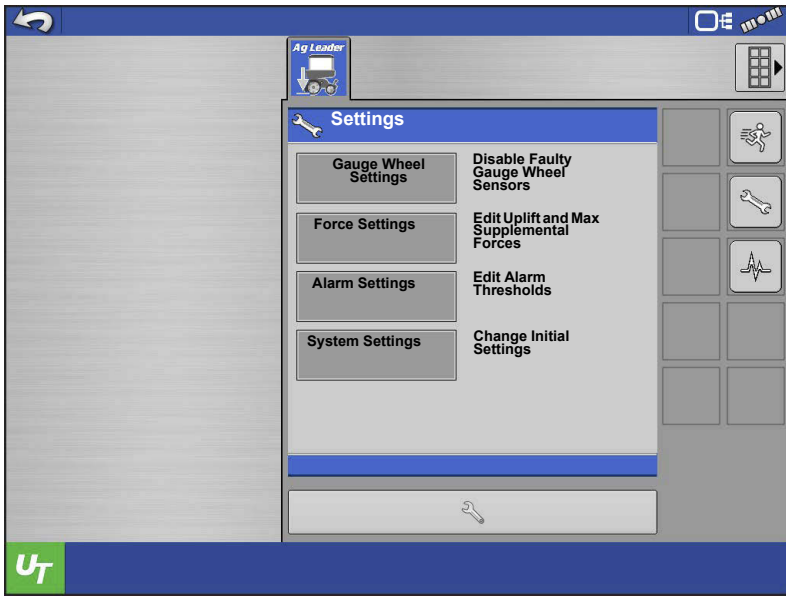 Ag Leader
Settings
Gauge Wheel
Settings
Disable Faulty
Gauge Wheel
Sensors
Force Settings
Edit Uplift and Max
Supplemental
Forces
Alarm Settings
Edit Alarm
Thresholds
System Settings
Change Initial
Settings
UT